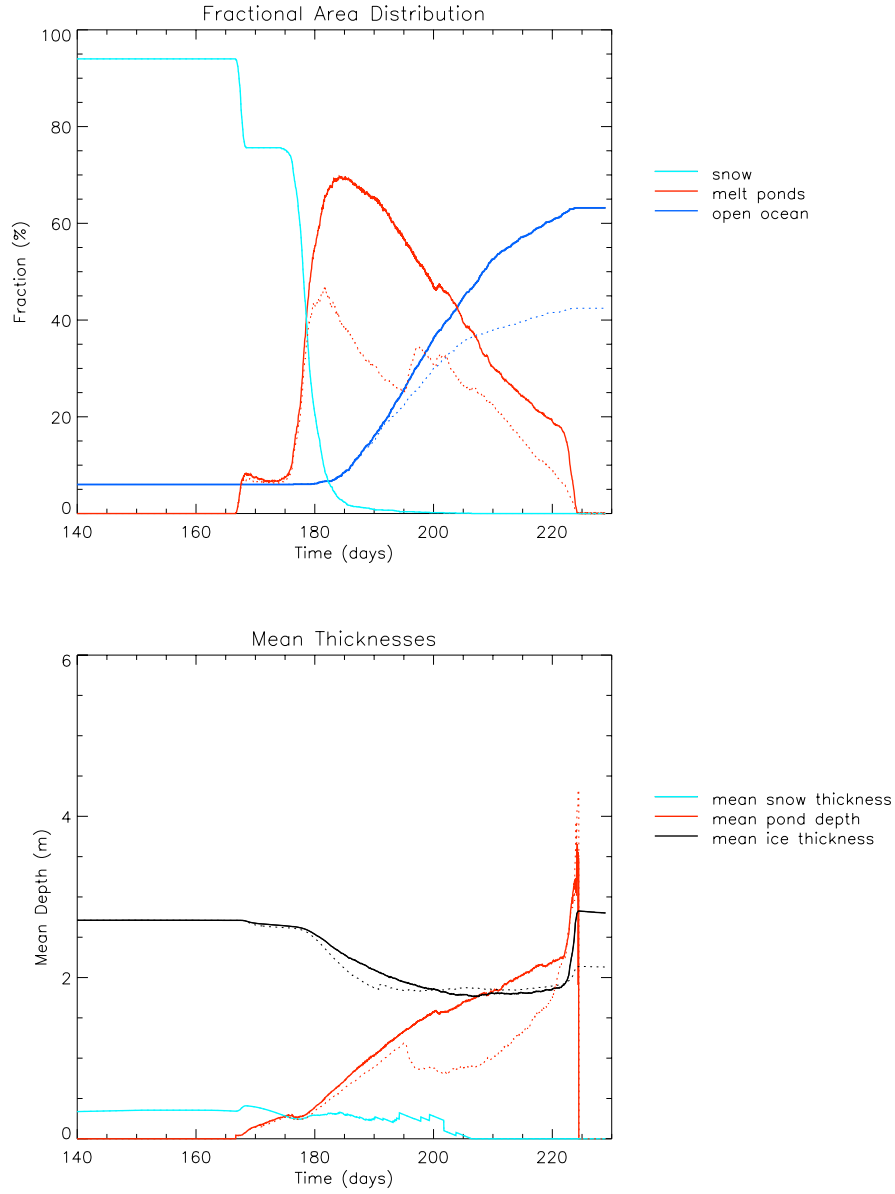 Fractional Area Distribution
100
80
60
40
20
0
Fraction (%)
140 160 180 200 220
Time (days)
snow
melt ponds
open ocean
Mean Thicknesses
6
4
2
0
Mean Depth (m)
140 160 180 200 220
Time (days)
mean snow thickness
mean pond depth
mean ice thickness